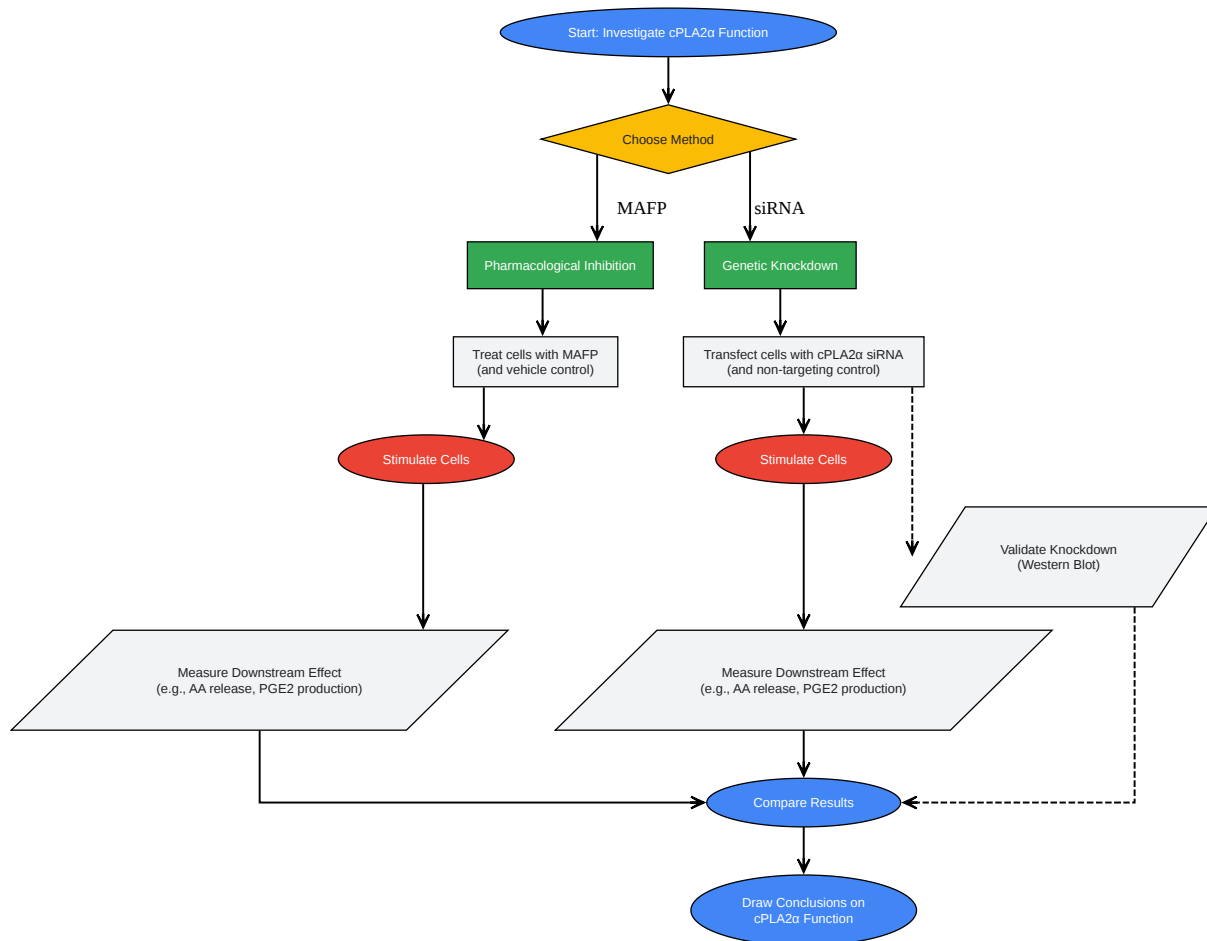 Start: Investigate cPLA2α Function
Choose Method
MAFP
siRNA
Pharmacological Inhibition
Genetic Knockdown
Treat cells with MAFP
(and vehicle control)
Transfect cells with cPLA2α siRNA
(and non-targeting control)
Stimulate Cells
Stimulate Cells
Validate Knockdown
(Western Blot)
Measure Downstream Effect
(e.g., AA release, PGE2 production)
Measure Downstream Effect
(e.g., AA release, PGE2 production)
Compare Results
Draw Conclusions on
cPLA2α Function